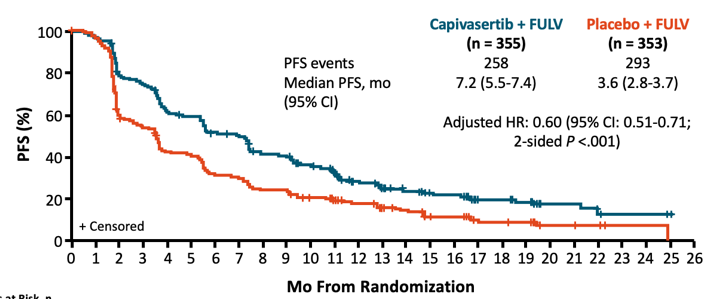 Capivasertib + FULV Placebo + FULV
(n = 355) (n = 353)
PFS events 258 293
Median PFS, mo 7.2 (5.5-7.4) 3.6 (2.8-3.7)
(95% CI)
Adjusted HR: 0.60 (95% CI: 0.51-0.71;
2-sided P <.001)
PFS (%)
100
80
60
40
20
0
+ Censored
0 1 2 3 4 5 6 7 8 9 10 11 12 13 14 15 16 17 18 19 20 21 22 23 24 25 26
Mo From Randomization
at Risk, n